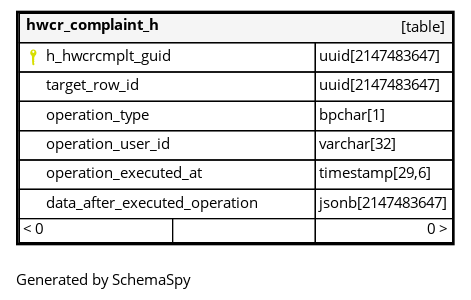 hwcr_complaint_h [table]
h_hwcrcmplt_guid uuid[2147483647]
target_row_id uuid[2147483647]
operation_type bpchar[1]
operation_user_id varchar[32]
operation_executed_at timestamp[29,6]
data_after_executed_operation jsonb[2147483647]
< 0 0 >
Generated by SchemaSpy